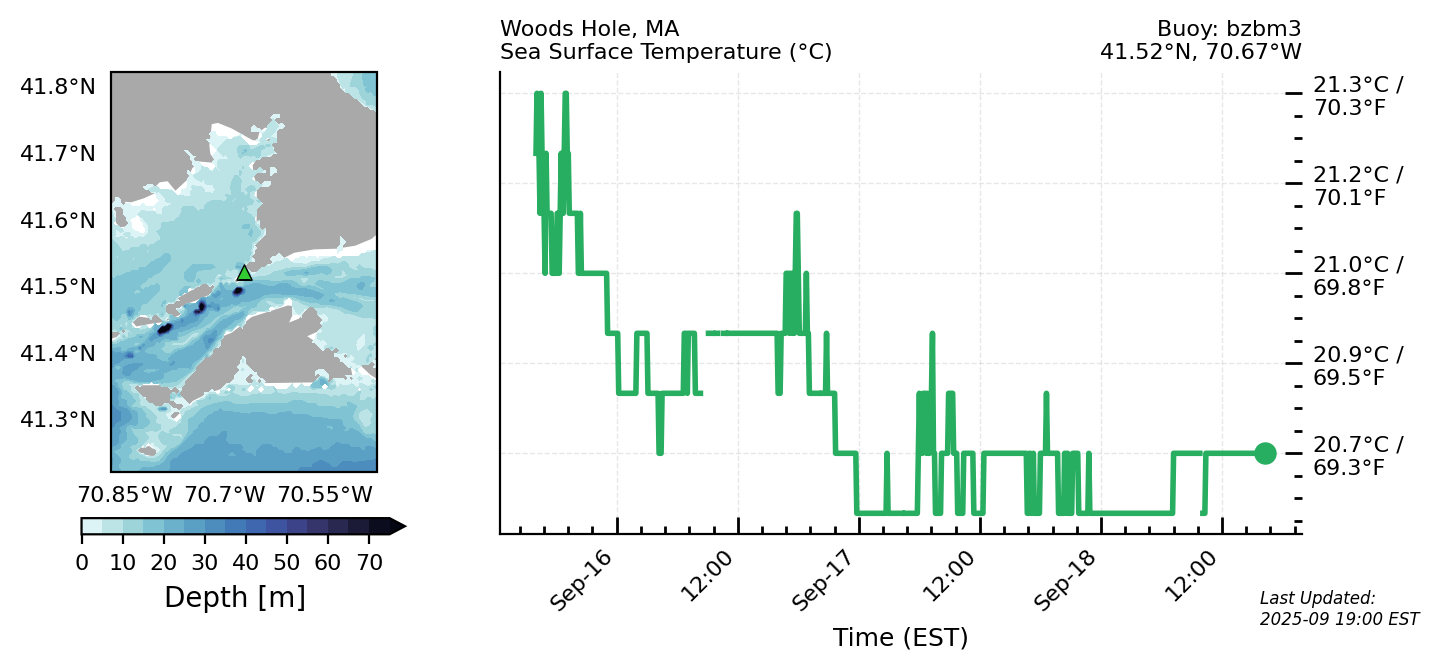 Woods Hole, MA
Sea Surface Temperature (°C)
Buoy: bzbm3
41.52°N, 70.67°W
41.8°N
41.7°N
41.6°N
41.5°N
41.4°N
41.3°N
70.85°W 70.7°W 70.55°W
0 10 20 30 40 50 60 70
Depth [m]
21.3°C /
70.3°F
21.2°C /
70.1°F
21.0°C /
69.8°F
20.9°C /
69.5°F
20.7°C /
69.3°F
Sep-16
12:00
Sep-17
12:00
Sep-18
12:00
Time (EST)
Last Updated:
2025-09 19:00 EST